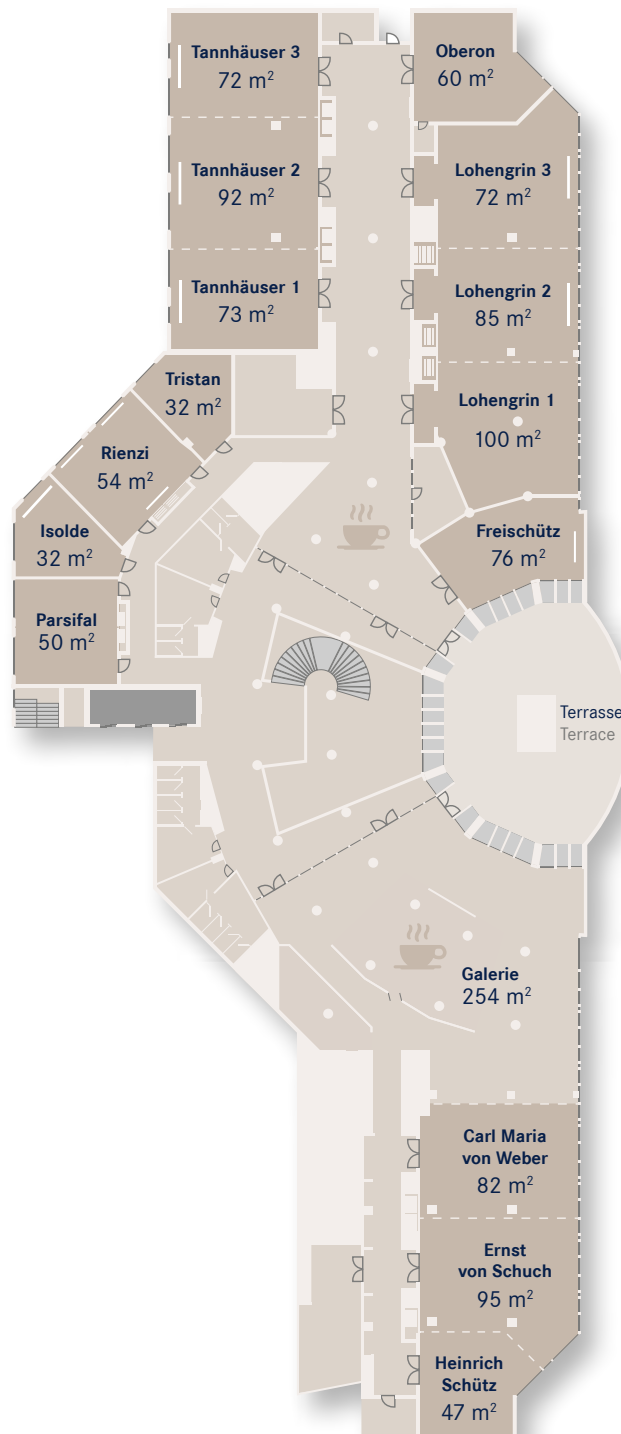 Tannhäuser 3
72 m²
Oberon
60 m²
Tannhäuser 2
92 m²
Lohengrin 3
72 m²
Tannhäuser 1
73 m²
Lohengrin 2
85 m²
Tristan
32 m²
Lohengrin 1
100 m²
Rienzi
54 m²
Isolde
32 m²
Freischütz
76 m²
Parsifal
50 m²
Terrasse
Terrace
Galerie
254 m²
Carl Maria
von Weber
82 m²
Ernst
von Schuch
95 m²
Heinrich
Schütz
47 m²